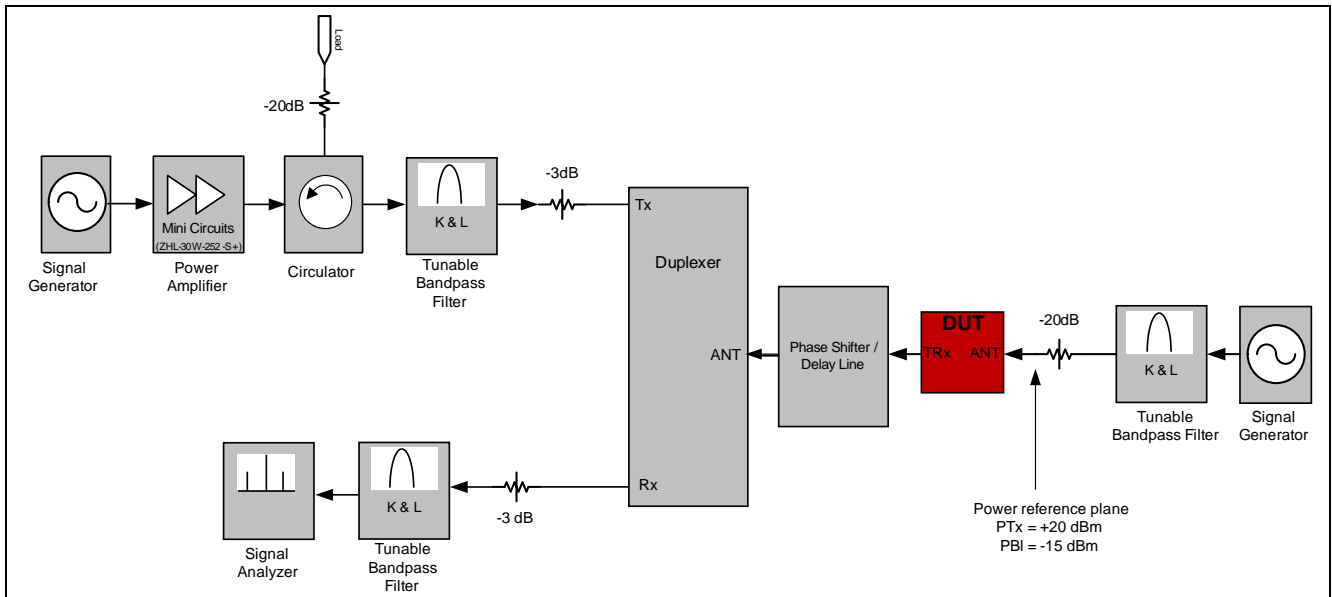 Load
-20dB
Mini Circuits
(ZHL-30W-252 -S+)
Signal
Generator
Power
Amplifier
Circulator
K & L
Tunable
Bandpass
Filter
-3dB
Tx
Duplexer
ANT
Rx
Phase Shifter /
Delay Line
DUT
TRx
ANT
-20dB
K & L
Tunable
Bandpass Filter
Signal
Generator
Power reference plane
PTx = +20 dBm
PBl = -15 dBm
Signal
Analyzer
K & L
Tunable
Bandpass
Filter
-3 dB